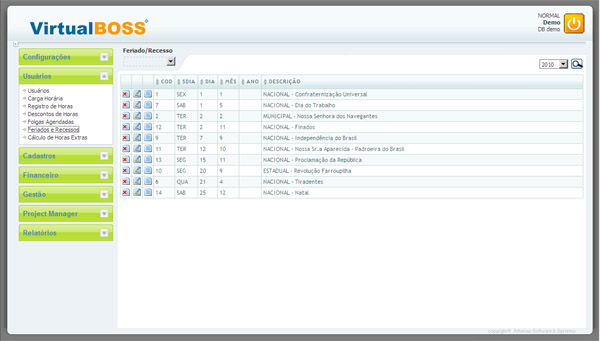 VirtualBOSS
NORMAL
Demo
DB demo
Configurações
Usuários
Usuários
Carga Horária
Registro de Horas
Descontos de Horas
Folgas Agendadas
Feriados e Recessos
Cálculo de Horas Extras
Cadastros
Financeiro
Gestão
Project Manager
Relatórios
Feriado/Recesso
2010
COD SDIA DIA MÊS ANO DESCRIÇÃO
1 SEX 1 1 NACIONAL - Confraternização Universal
7 SAB 1 5 NACIONAL - Dia do Trabalho
2 TER 2 2 MUNICIPAL - Nossa Senhora dos Navegantes
12 TER 2 11 NACIONAL - Finados
9 TER 7 9 NACIONAL - Independência do Brasil
11 TER 12 10 NACIONAL - Nossa Sr.a Aparecida - Padroeira do Brasil
13 SEG 15 11 NACIONAL - Proclamação da República
10 SEG 20 9 ESTADUAL - Revolução Farroupilha
6 QUA 21 4 NACIONAL - Tiradentes
14 SAB 25 12 NACIONAL - Natal